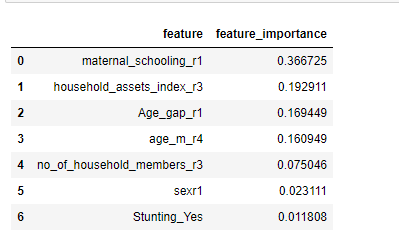 feature feature_importance
0 maternal_schooling_r1 0.366725
1 household_assets_index_r3 0.192911
2 Age_gap_r1 0.169449
3 age_m_r4 0.160949
4 no_of_household_members_r3 0.075046
5 sexr1 0.023111
6 Stunting_Yes 0.011808